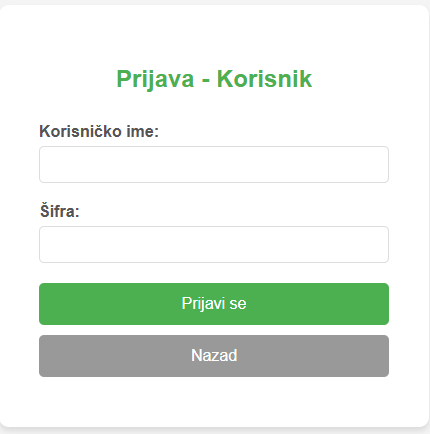 Prijava - Korisnik
Korisničko ime:
Šifra:
Prijavi se
Nazad